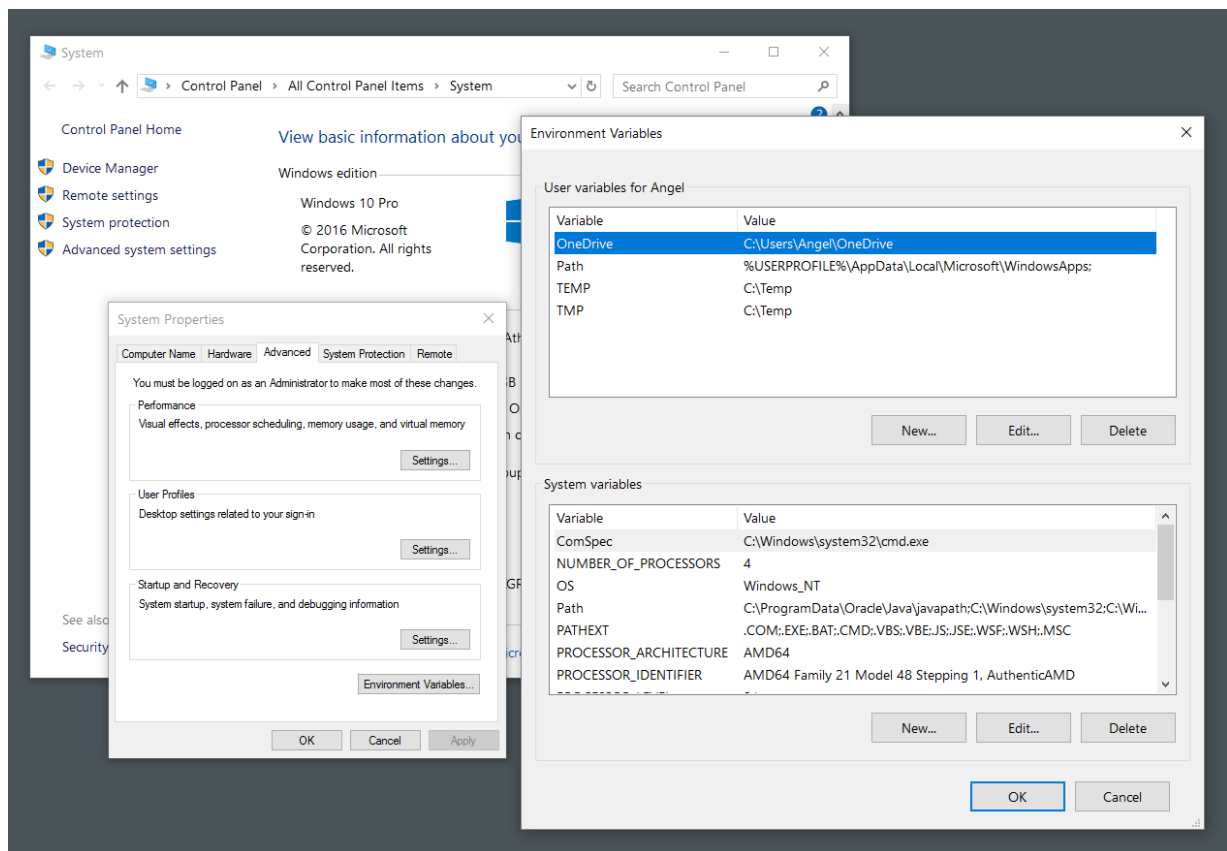 System
Control Panel › All Control Panel Items › System
Search Control Panel
Control Panel Home
Device Manager
Remote settings
System protection
Advanced system settings
See also
Security
View basic information about you
Windows edition
Windows 10 Pro
© 2016 Microsoft
Corporation. All rights
reserved.
System Properties
Computer Name Hardware Advanced System Protection Remote
You must be logged on as an Administrator to make most of these changes.
Performance
Visual effects, processor scheduling, memory usage, and virtual memory
Settings...
User Profiles
Desktop settings related to your sign-in
Settings...
Startup and Recovery
System startup, system failure, and debugging information
Settings...
Environment Variables...
OK Cancel Apply
Environment Variables
User variables for Angel
Variable Value
OneDrive C:\Users\Angel\OneDrive
Path %USERPROFILE%\AppData\Local\Microsoft\WindowsApps;
TEMP C:\Temp
TMP C:\Temp
New... Edit... Delete
System variables
Variable Value
ComSpec C:\Windows\system32\cmd.exe
NUMBER_OF_PROCESSORS 4
OS Windows_NT
Path C:\ProgramData\Oracle\Java\javapath;C:\Windows\system32;C:\Wi...
PATHEXT .COM;.EXE;.BAT;.CMD;.VBS;.VBE;.JS;.JSE;.WSF;.WSH;.MSC
PROCESSOR_ARCHITECTURE AMD64
PROCESSOR_IDENTIFIER AMD64 Family 21 Model 48 Stepping 1, AuthenticAMD
New... Edit... Delete
OK Cancel